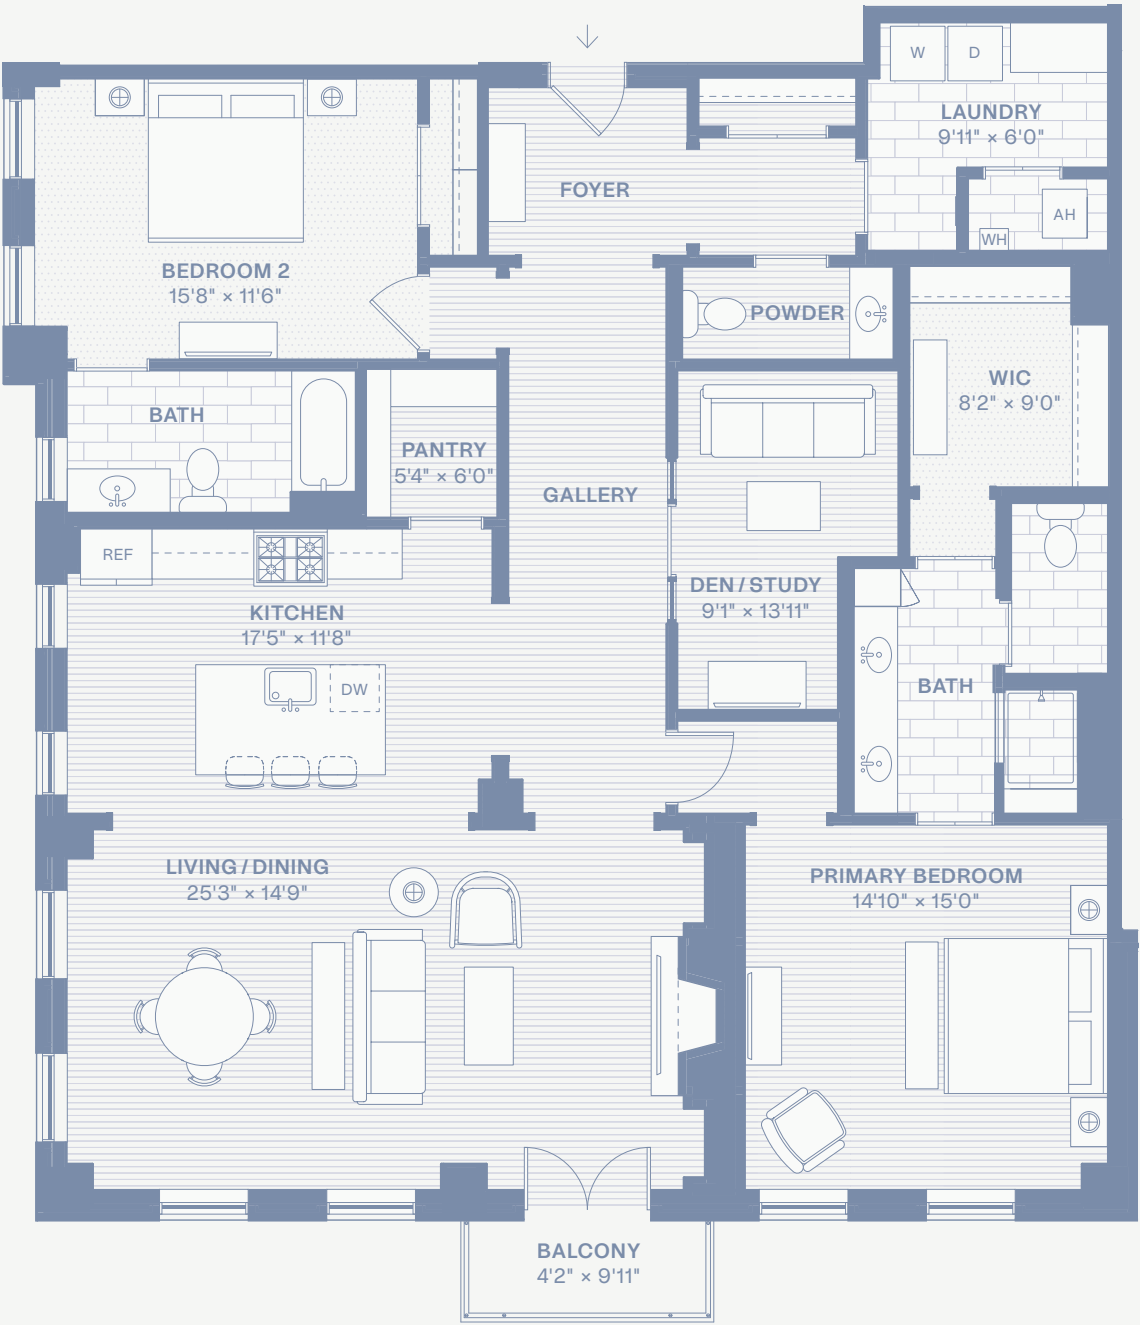 W
D
LAUNDRY
9'11" × 6'0"
FOYER
AH
WH
BEDROOM 2
15'8" × 11'6"
POWDER
WIC
8'2" × 9'0"
BATH
PANTRY
5'4" × 6'0"
GALLERY
REF
DEN / STUDY
9'1" × 13'11"
KITCHEN
17'5" × 11'8"
DW
BATH
LIVING / DINING
25'3" × 14'9"
PRIMARY BEDROOM
14'10" × 15'0"
BALCONY
4'2" × 9'11"